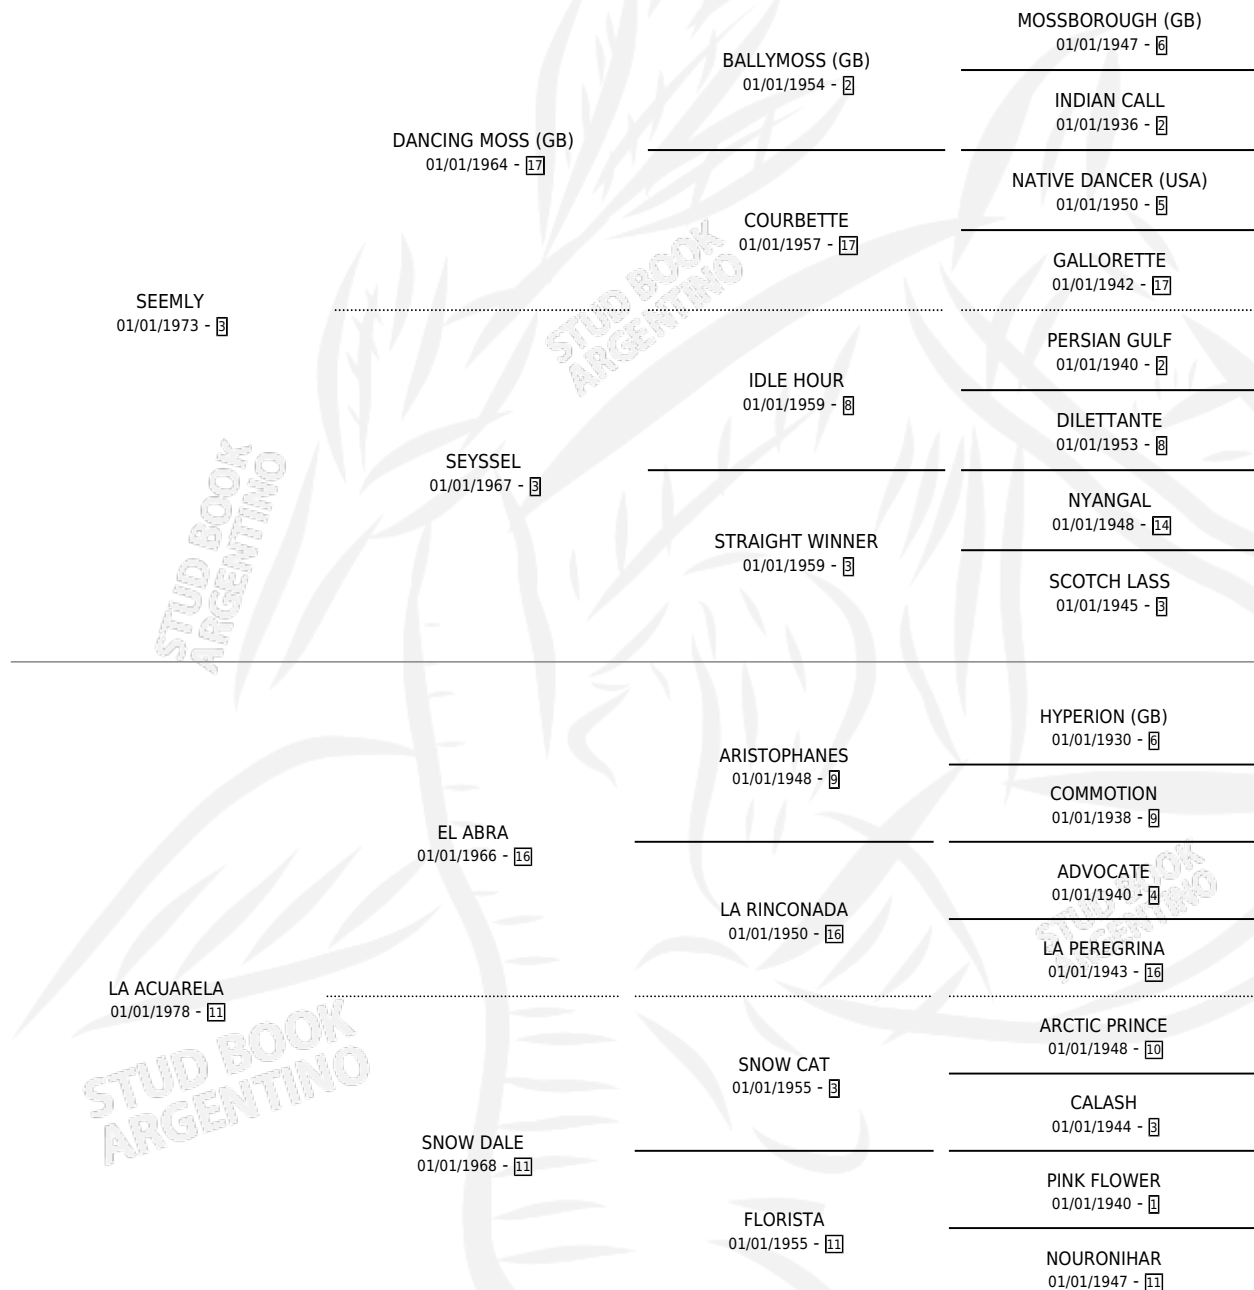 MOSSBOROUGH (GB)
01/01/1947 - 6
BALLYMOSS (GB)
01/01/1954 - 2
INDIAN CALL
01/01/1936 - 2
DANCING MOSS (GB)
01/01/1964 - 17
NATIVE DANCER (USA)
01/01/1950 - 5
COURBETTE
01/01/1957 - 17
GALLORETTE
01/01/1942 - 17
SEEMLY
01/01/1973 - 3
PERSIAN GULF
01/01/1940 - 2
IDLE HOUR
01/01/1959 - 8
DILETTANTE
01/01/1953 - 8
SEYSSEL
01/01/1967 - 3
NYANGAL
01/01/1948 - 14
STRAIGHT WINNER
01/01/1959 - 3
SCOTCH LASS
01/01/1945 - 3
HYPERION (GB)
01/01/1930 - 6
ARISTOPHANES
01/01/1948 - 9
COMMOTION
01/01/1938 - 9
EL ABRA
01/01/1966 - 16
ADVOCATE
01/01/1940 - 4
LA RINCONADA
01/01/1950 - 16
LA PEREGRINA
01/01/1943 - 16
LA ACUARELA
01/01/1978 - 11
ARCTIC PRINCE
01/01/1948 - 10
SNOW CAT
01/01/1955 - 3
CALASH
01/01/1944 - 3
SNOW DALE
01/01/1968 - 11
PINK FLOWER
01/01/1940 - 1
FLORISTA
01/01/1955 - 11
NOURONIHAR
01/01/1947 - 11
STUD BOOK
ARGENTINO
STUD BOOK
ARGENTINO
STUD BOOK
ARGENTINO
STUD BOOK
ARGENTINO